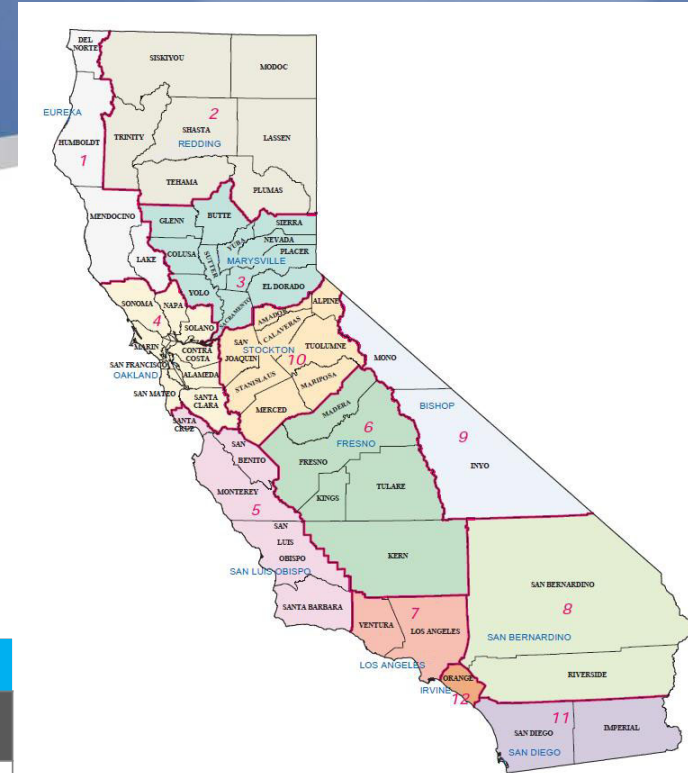 DEL
NORTE
SISKIYOU
MODOC
EUREKA
HUMBOLDT
1
TRINITY
2
SHASTA
REDDING
LASSEN
TEHAMA
PLUMAS
MENDOCINO
GLENN
BUTTE
SIERRA
YUBA
NEVADA
LAKE
COLUSA
SUTTER
MARYSVILLE
PLACER
3
EL DORADO
YOLO
SACRAMENTO
SONOMA
NAPA
4
SOLANO
MARIN
CONTRA
COSTA
SAN FRANCISCO
OAKLAND
ALAMEDA
SAN MATEO
SANTA
CLARA
ALPINE
AMADOR
CALAVERAS
SAN
JOAQUIN
STOCKTON
TUOLUMNE
10
STANISLAUS
MARIPOSA
MERCED
MONO
BISHOP
9
INYO
SANTA
CRUZ
SAN
BENITO
MONTEREY
5
MADERA
6
FRESNO
FRESNO
KINGS
TULARE
SAN
LUIS
OBISPO
SAN LUIS OBISPO
KERN
SANTA BARBARA
VENTURA
7
LOS ANGELES
LOS ANGELES
SAN BERNARDINO
8
SAN BERNARDINO
ORANGE
IRVINE
12
RIVERSIDE
11
SAN DIEGO
SAN DIEGO
IMPERIAL